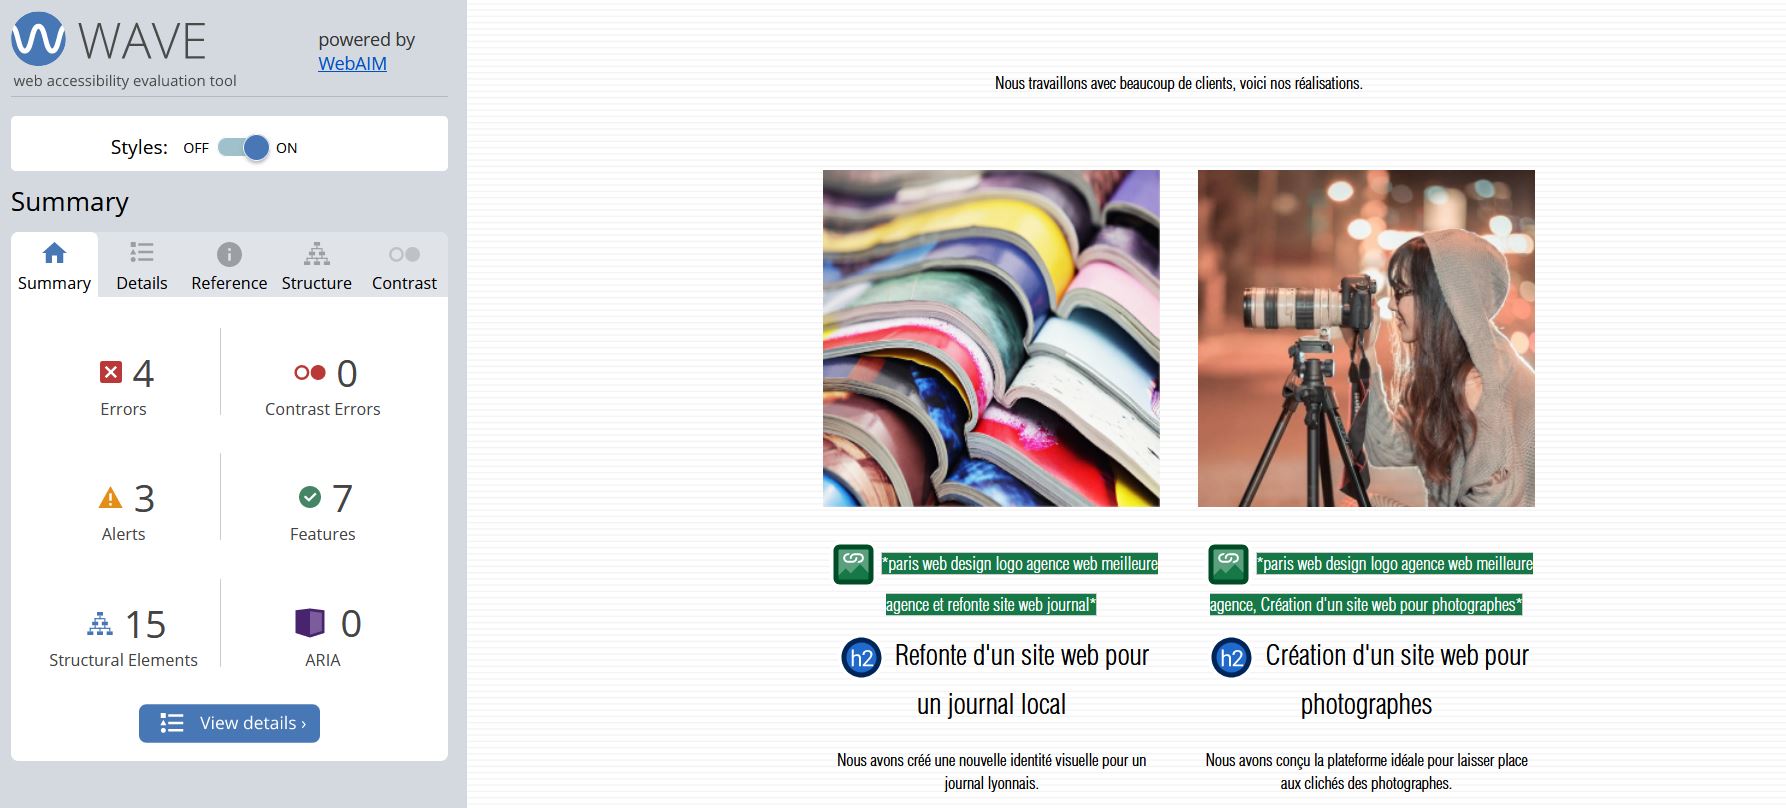 WAVE
powered by
WebAIM
web accessibility evaluation tool
Styles: OFF ON
Summary
Summary Details Reference Structure Contrast
4
Errors
0
Contrast Errors
3
Alerts
7
Features
15
Structural Elements
0
ARIA
View details ›
Nous travaillons avec beaucoup de clients, voici nos réalisations.
*paris web design logo agence web meilleure
agence et refonte site web journal*
h2 Refonte d'un site web pour
un journal local
Nous avons créé une nouvelle identité visuelle pour un
journal lyonnais.
*paris web design logo agence web meilleure
agence, Création d'un site web pour photographes*
h2 Création d'un site web pour
photographes
Nous avons conçu la plateforme idéale pour laisser place
aux clichés des photographes.